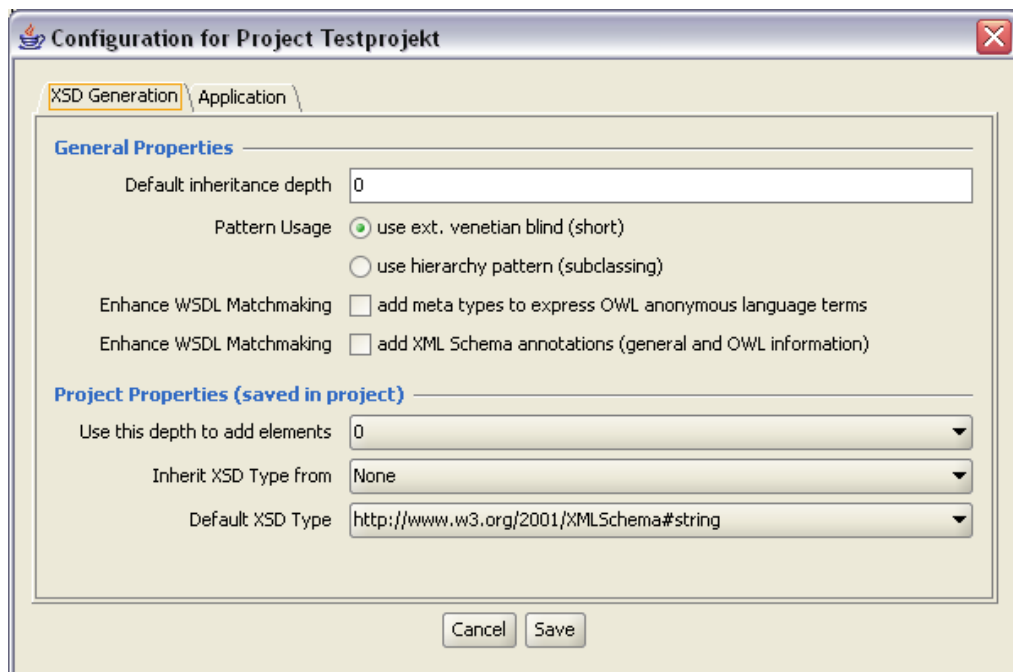 Configuration for Project Testprojekt
XSD Generation Application
General Properties
Default inheritance depth 0
Pattern Usage use ext. venetian blind (short)
use hierarchy pattern (subclassing)
Enhance WSDL Matchmaking add meta types to express OWL anonymous language terms
Enhance WSDL Matchmaking add XML Schema annotations (general and OWL information)
Project Properties (saved in project)
Use this depth to add elements 0
Inherit XSD Type from None
Default XSD Type http://www.w3.org/2001/XMLSchema#string
Cancel Save